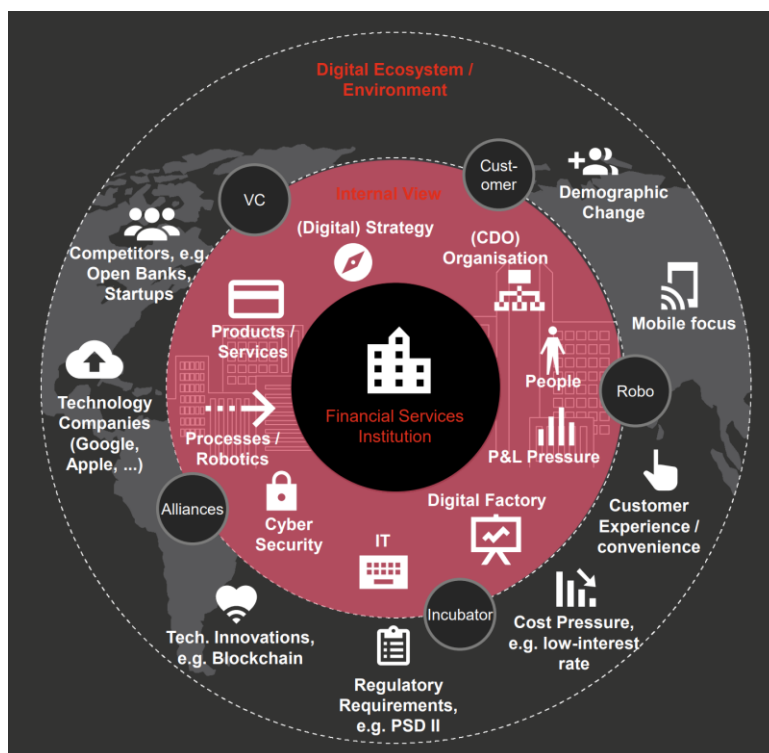 Digital Ecosystem /
Environment
Cust-
omer
Demographic
Change
VC
Internal View
(Digital) Strategy
(CDO)
Organisation
Competitors, e.g.
Open Banks,
Startups
Mobile focus
Products /
Services
People
Robo
Technology
Companies
(Google,
Apple, ...)
Financial Services
Institution
Processes /
Robotics
P&L Pressure
Alliances
Cyber
Security
Digital Factory
Customer
Experience /
convenience
IT
Incubator
Tech. Innovations,
e.g. Blockchain
Cost Pressure,
e.g. low-interest
rate
Regulatory
Requirements,
e.g. PSD II